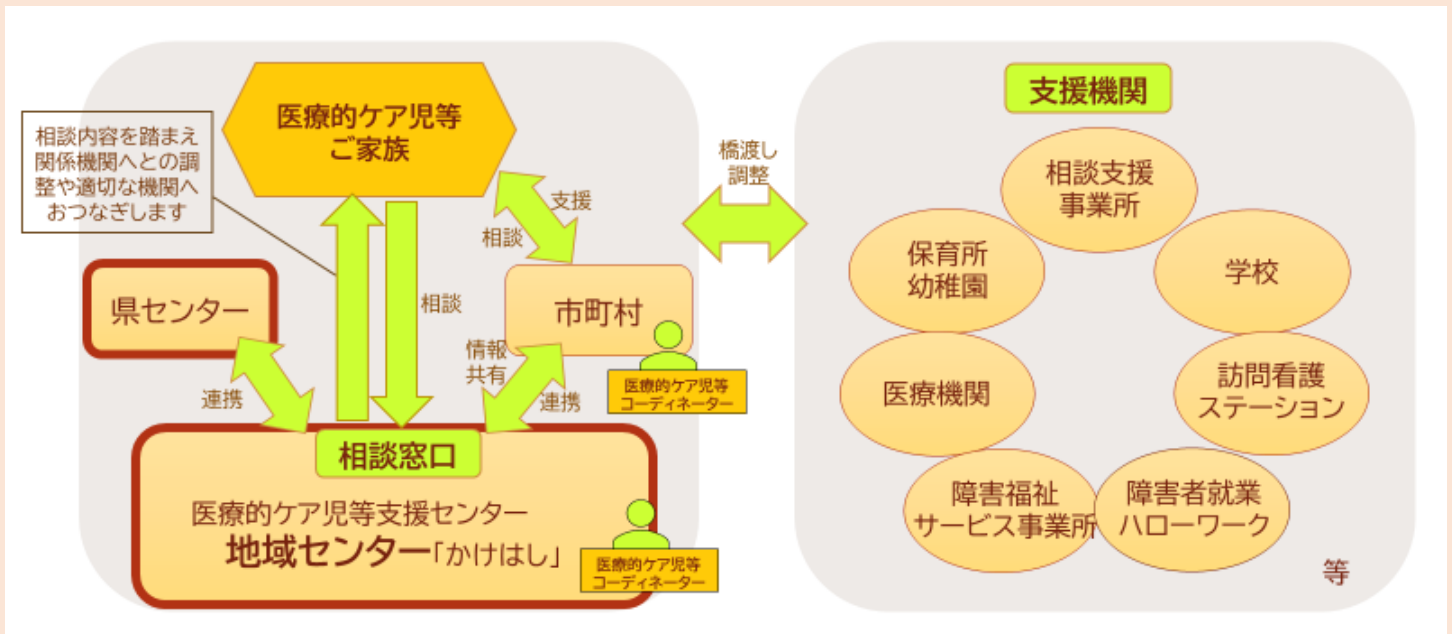 医療的ケア児等
ご家族
相談内容を踏まえ
関係機関へとの調
整や適切な機関へ
おつなぎします
支援
相談
県センター
相談
市町村
医療的ケア児等
コーディネーター
連携
情報
共有
連携
相談窓口
医療的ケア児等支援センター
地域センター「かけはし」
医療的ケア児等
コーディネーター
橋渡し
調整
支援機関
相談支援
事業所
保育所
幼稚園
学校
医療機関
訪問看護
ステーション
障害福祉
サービス事業所
障害者就業
ハローワーク
等